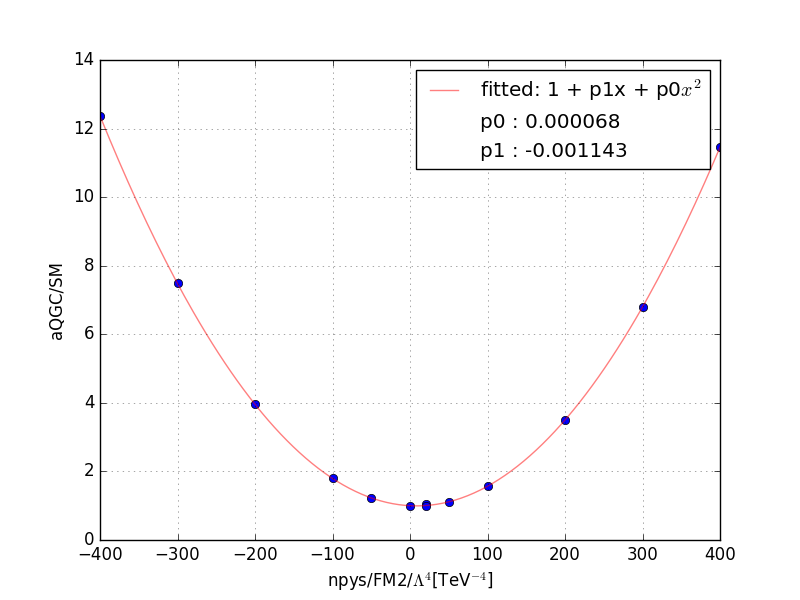 14
12
10
8
6
4
2
0
aQGC/SM
fitted: 1 + p1x + p0x²
p0 : 0.000068
p1 : -0.001143
−400 −300 −200 −100 0 100 200 300 400
npys/FM2/Λ⁴[TeV⁻⁴]